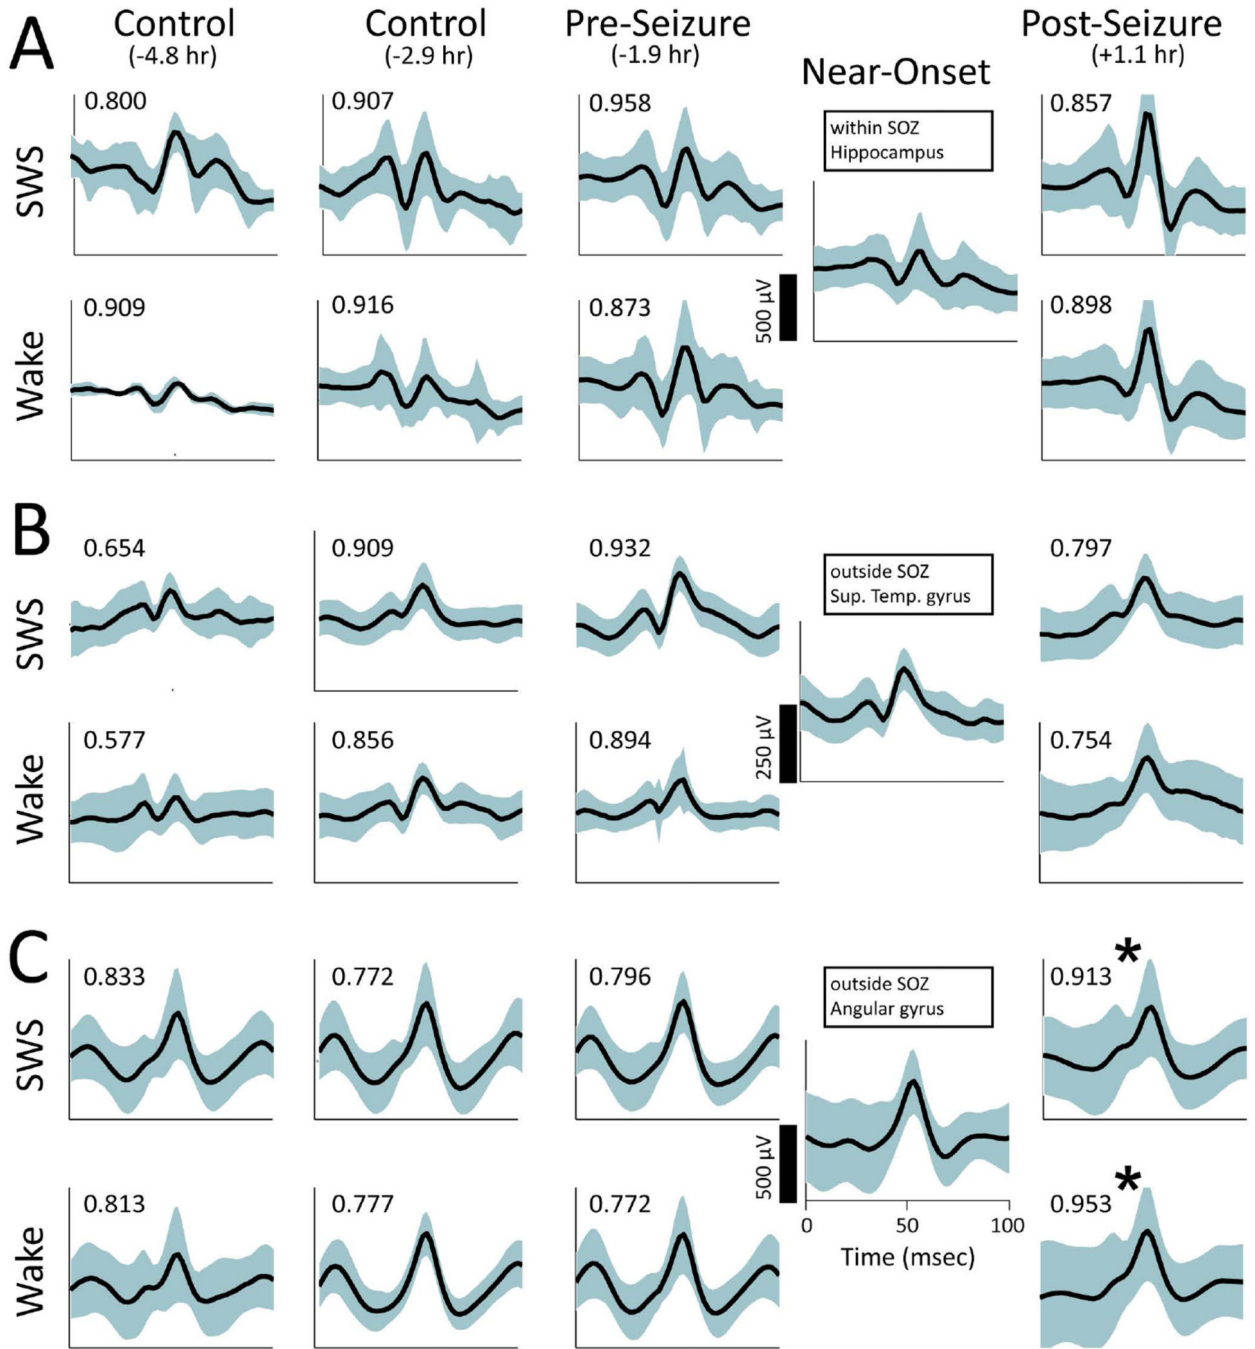 A
Control
(-4.8 hr)
Control
(-2.9 hr)
Pre-Seizure
(-1.9 hr)
Near-Onset
Post-Seizure
(+1.1 hr)
SWS
0.800
0.907
0.958
within SOZ
Hippocampus
0.857
500 µV
Wake
0.909
0.916
0.873
0.898
B
SWS
0.654
0.909
0.932
outside SOZ
Sup. Temp. gyrus
0.797
250 µV
Wake
0.577
0.856
0.894
0.754
C
SWS
0.833
0.772
0.796
outside SOZ
Angular gyrus
*
0.913
500 µV
0 50 100
Time (msec)
Wake
0.813
0.777
0.772
*
0.953